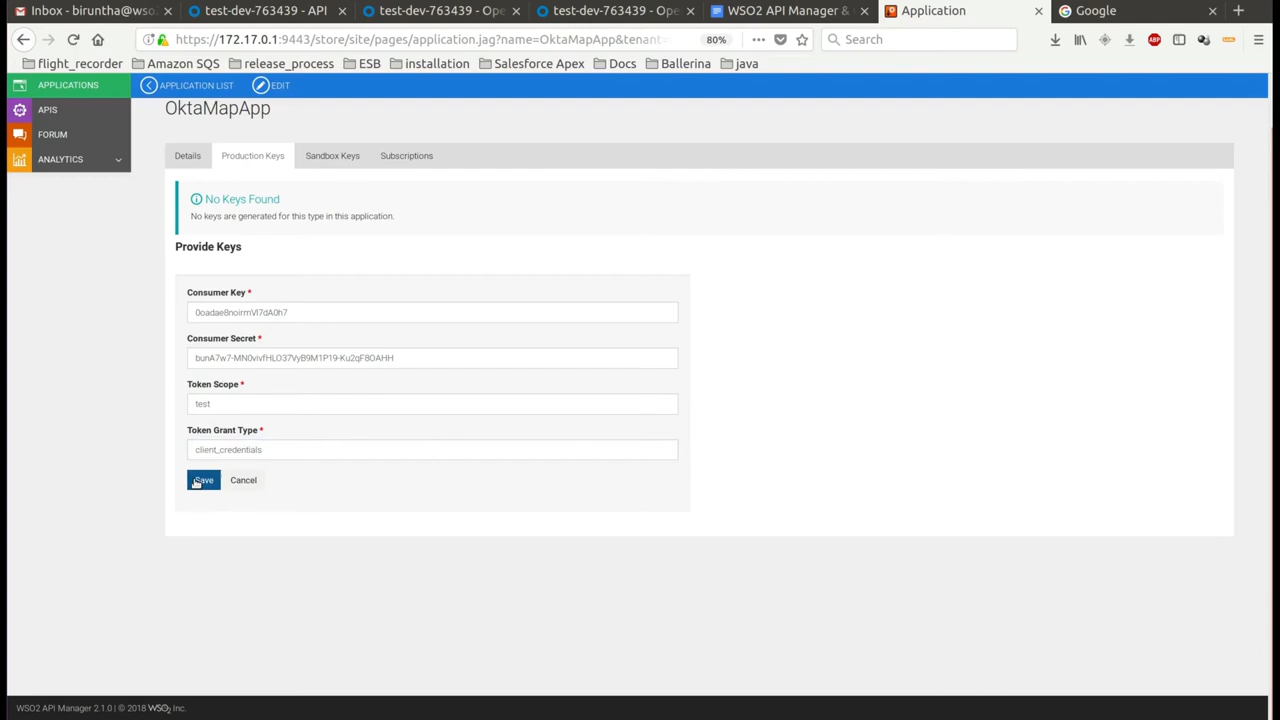 Inbox - biruntha@wso
test-dev-763439 - API
test-dev-763439 - Ope
test-dev-763439 - Ope
WSO2 API Manager &
Application
Google
https://172.17.0.1:9443/store/site/pages/application.jag?name=OktaMapApp&tenant=
80%
Search
ABP
flight_recorder
Amazon SQS
release_process
ESB
installation
Salesforce Apex
Docs
Ballerina
java
APPLICATIONS
APPLICATION LIST
EDIT
APIS
FORUM
ANALYTICS
OktaMapApp
Details
Production Keys
Sandbox Keys
Subscriptions
No Keys Found
No keys are generated for this type in this application.
Provide Keys
Consumer Key *
0oadae8noirmVl7dA0h7
Consumer Secret *
bunA7w7-MN0vivfHLO37VyB9M1P19-Ku2qF8OAHH
Token Scope *
test
Token Grant Type *
client_credentials
Save
Cancel
WSO2 API Manager 2.1.0 | © 2018 WSO2 Inc.